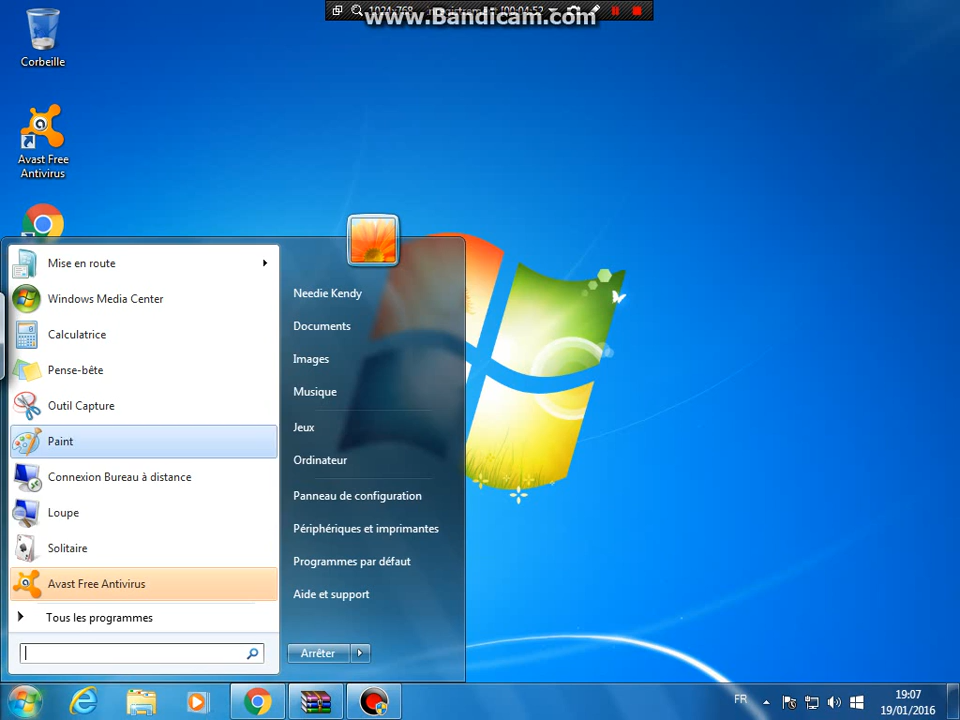 www.Bandicam.com
Corbeille
Avast Free
Antivirus
Mise en route
Windows Media Center
Calculatrice
Pense-bête
Outil Capture
Paint
Connexion Bureau à distance
Loupe
Solitaire
Avast Free Antivirus
Tous les programmes
Needie Kendy
Documents
Images
Musique
Jeux
Ordinateur
Panneau de configuration
Périphériques et imprimantes
Programmes par défaut
Aide et support
Arrêter
FR
19:07
19/01/2016